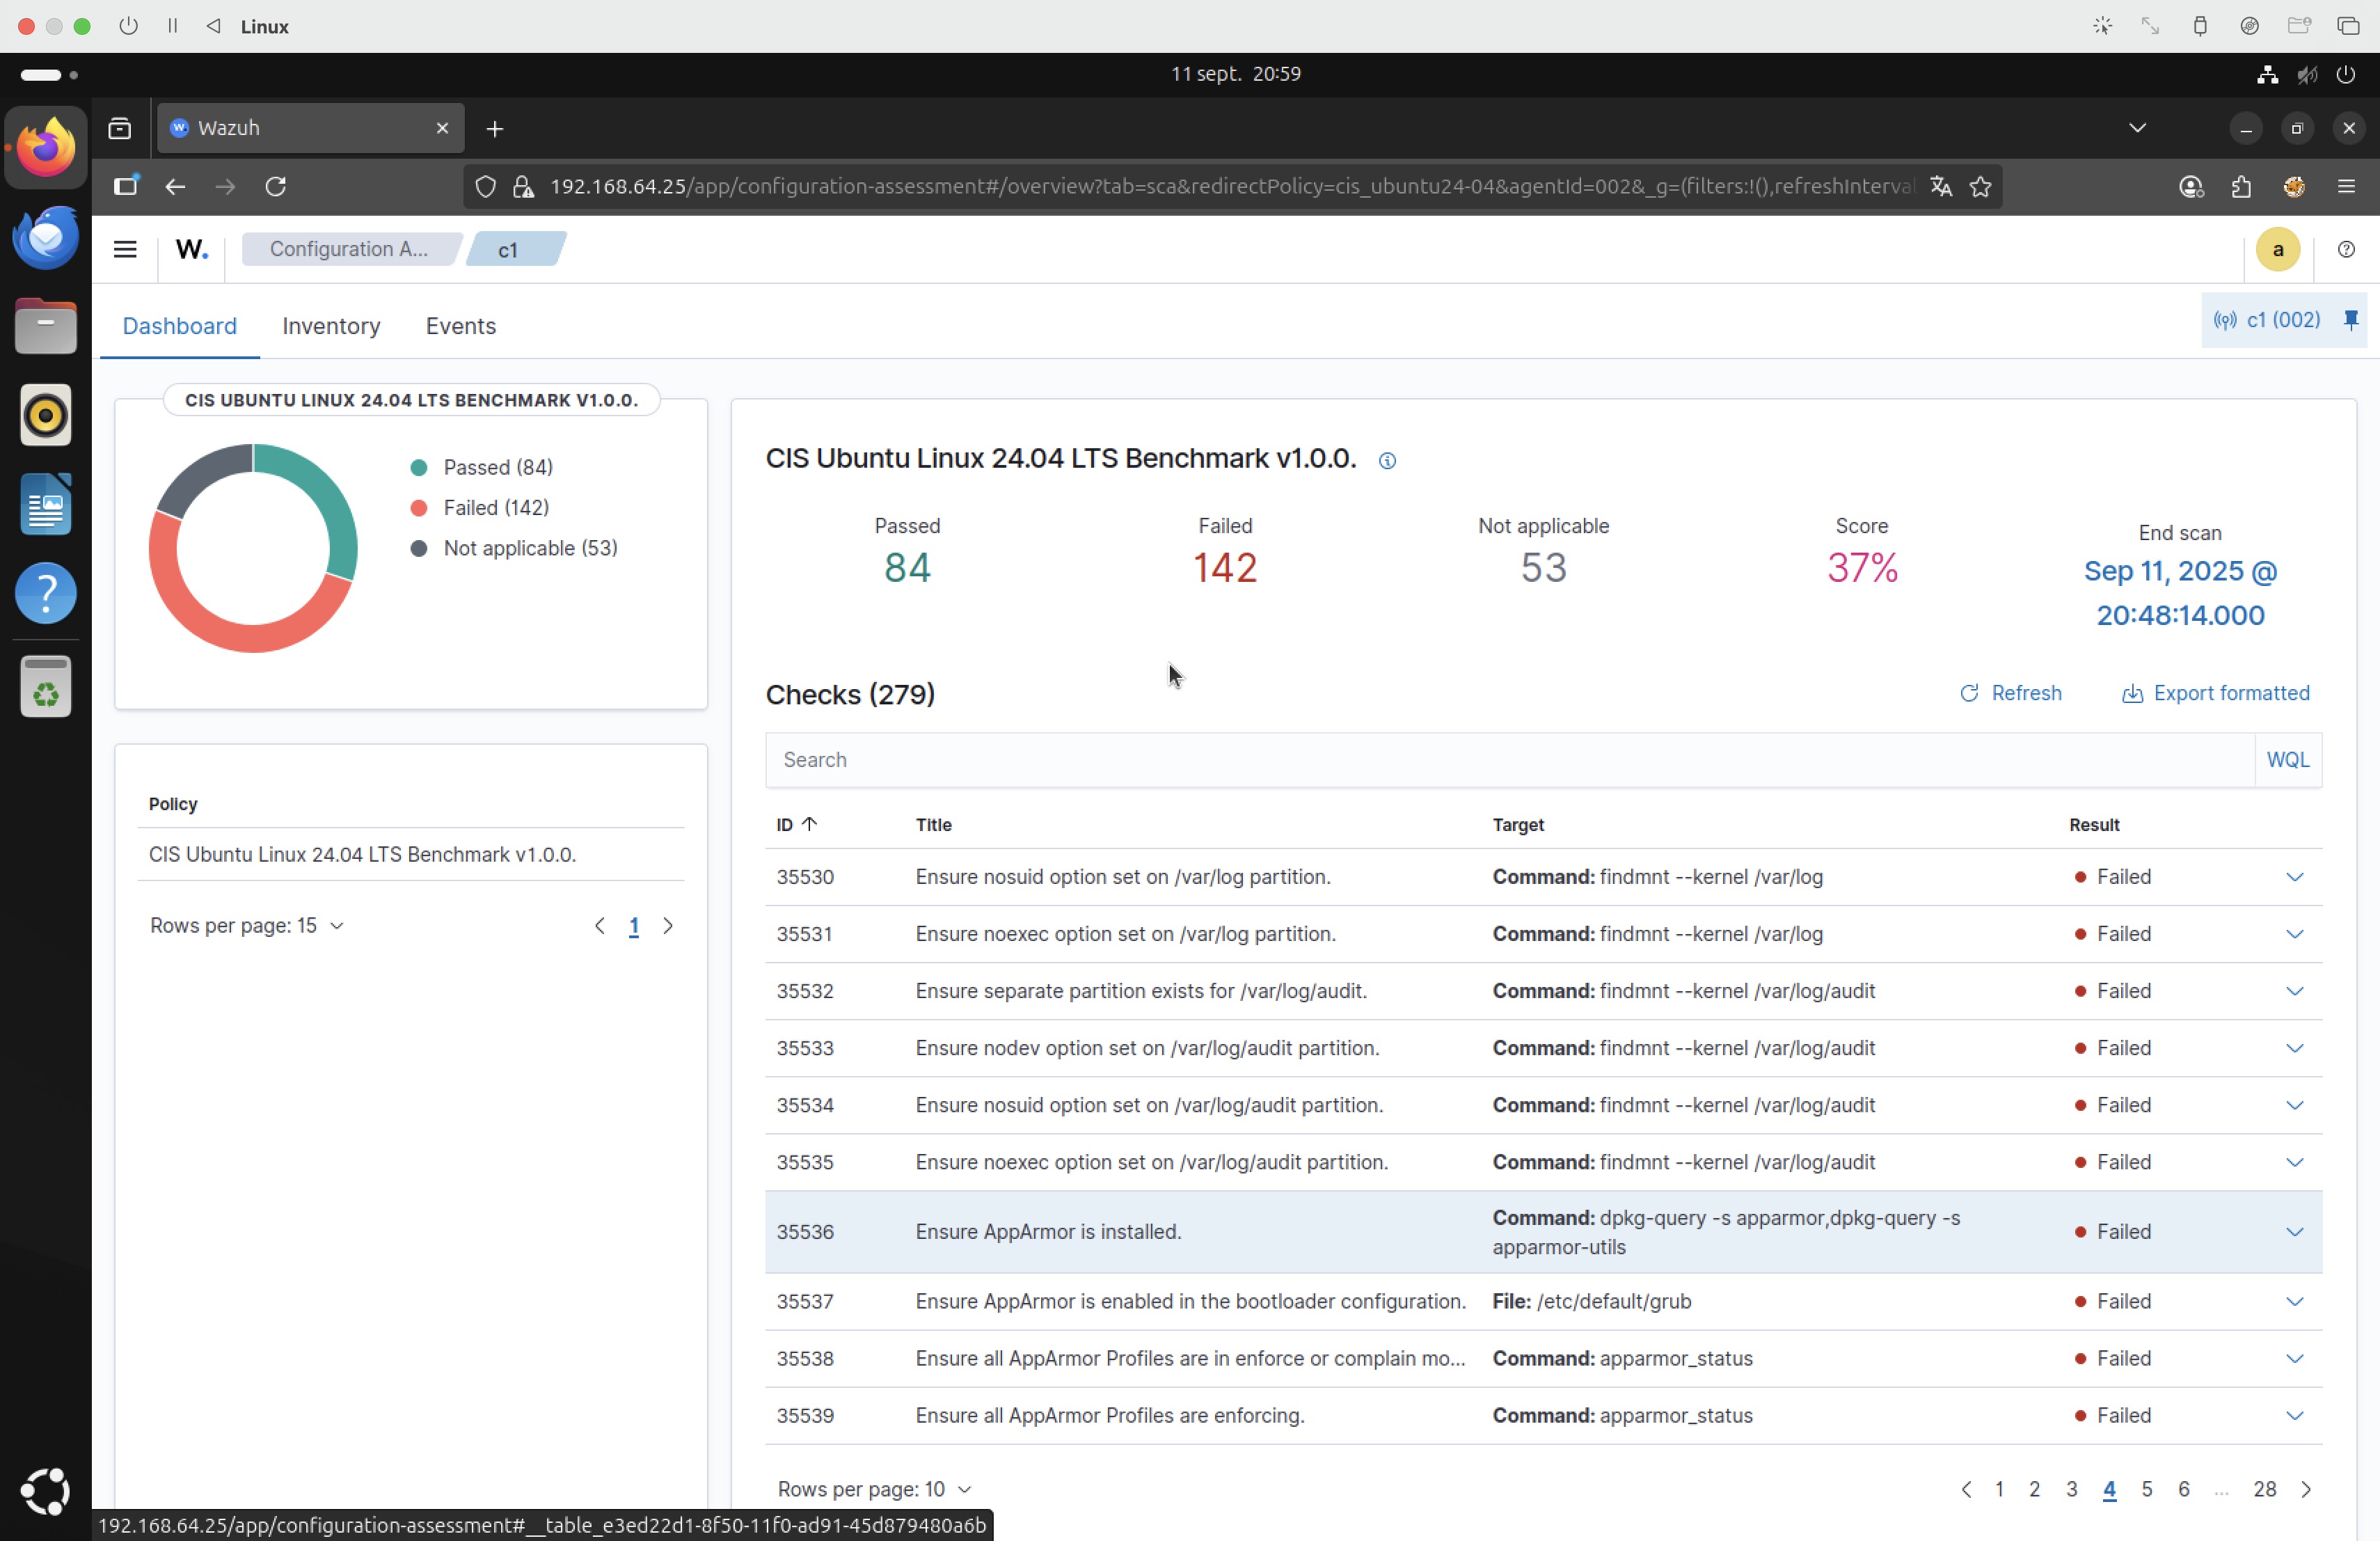 Linux
11 sept. 20:59
Wazuh
192.168.64.25/app/configuration-assessment#/overview?tab=sca&redirectPolicy=cis_ubuntu24-04&agentId=002&_g=(filters:!(),refreshInterval
W.
Configuration A...
c1
a
Dashboard
Inventory
Events
c1 (002)
CIS UBUNTU LINUX 24.04 LTS BENCHMARK V1.0.0.
Passed (84)
Failed (142)
Not applicable (53)
Policy
CIS Ubuntu Linux 24.04 LTS Benchmark v1.0.0.
Rows per page: 15
1
CIS Ubuntu Linux 24.04 LTS Benchmark v1.0.0.
Passed
84
Failed
142
Not applicable
53
Score
37%
End scan
Sep 11, 2025 @
20:48:14.000
Checks (279)
Refresh
Export formatted
Search
WQL
ID Title Target Result
35530 Ensure nosuid option set on /var/log partition. Command: findmnt --kernel /var/log Failed
35531 Ensure noexec option set on /var/log partition. Command: findmnt --kernel /var/log Failed
35532 Ensure separate partition exists for /var/log/audit. Command: findmnt --kernel /var/log/audit Failed
35533 Ensure nodev option set on /var/log/audit partition. Command: findmnt --kernel /var/log/audit Failed
35534 Ensure nosuid option set on /var/log/audit partition. Command: findmnt --kernel /var/log/audit Failed
35535 Ensure noexec option set on /var/log/audit partition. Command: findmnt --kernel /var/log/audit Failed
35536 Ensure AppArmor is installed. Command: dpkg-query -s apparmor,dpkg-query -s
apparmor-utils Failed
35537 Ensure AppArmor is enabled in the bootloader configuration. File: /etc/default/grub Failed
35538 Ensure all AppArmor Profiles are in enforce or complain mo... Command: apparmor_status Failed
35539 Ensure all AppArmor Profiles are enforcing. Command: apparmor_status Failed
Rows per page: 10
1 2 3 4 5 6 ... 28
192.168.64.25/app/configuration-assessment#__table_e3ed22d1-8f50-11f0-ad91-45d879480a6b